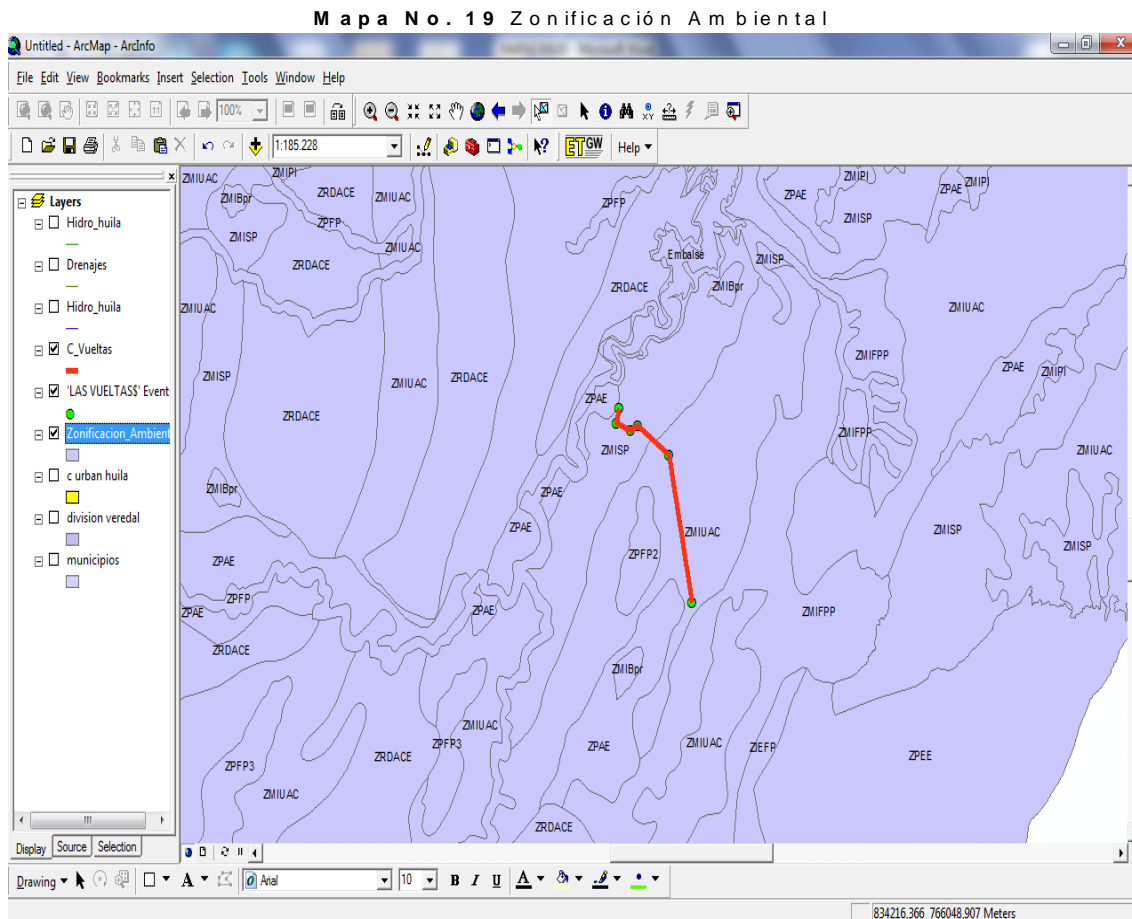 Mapa No. 19 Zonificación Ambiental
Untitled - ArcMap - ArcInfo
File Edit View Bookmarks Insert Selection Tools Window Help
100%
XY
1:185.228
ET GW Help
Layers
Hidro_huila
Drenajes
Hidro_huila
C_Vueltas
'LAS VUELTAS$' Event
Zonificacion_Ambient
c urban huila
division veredal
municipios
ZMIUAC ZMIPI ZRDACE ZMIUAC ZPFP ZPAE ZMIPI ZPAE ZMIPI
ZMIBpr ZPFP ZMISP
ZMISP ZMIUAC Embalse ZMISP
ZRDACE ZRDACE ZMIBpr
ZMIUAC ZMIUAC
ZMIFPP
ZMISP ZMIUAC ZRDACE ZPAE ZMIPI
ZPAE
ZRDACE ZMISP ZMIFPP ZMIUAC
ZMIBpr ZPAE
ZPAE ZMIUAC ZMISP ZMISP
ZPAE ZPFP2
ZPFP
ZPAE ZPAE ZMIFPP
ZRDACE
ZMIBpr
ZMIUAC
ZPFP3 ZRDACE ZPFP3 ZPAE ZMIUAC ZIEFP ZPEE
ZMIUAC
ZRDACE
Display Source Selection
Drawing A Arial 10 B I U A
834216,366 766048,907 Meters